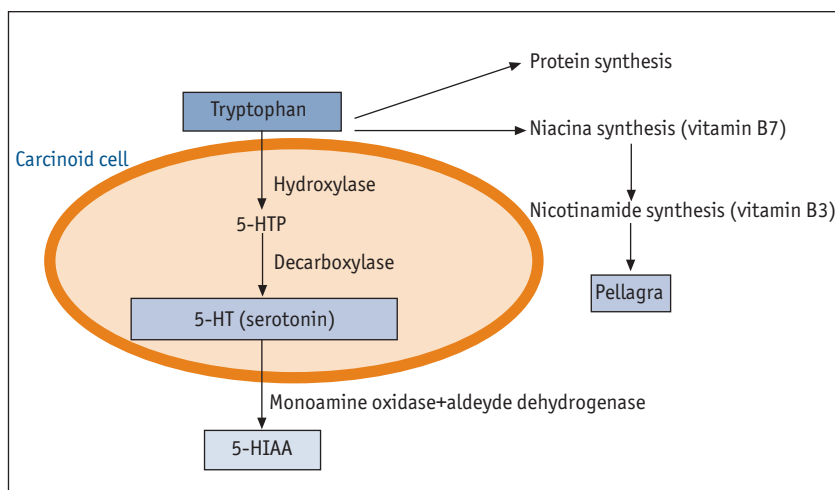 Protein synthesis
Tryptophan
Niacina synthesis (vitamin B7)
Carcinoid cell
Hydroxylase
5-HTP
Nicotinamide synthesis (vitamin B3)
Decarboxylase
Pellagra
5-HT (serotonin)
Monoamine oxidase+aldeyde dehydrogenase
5-HIAA